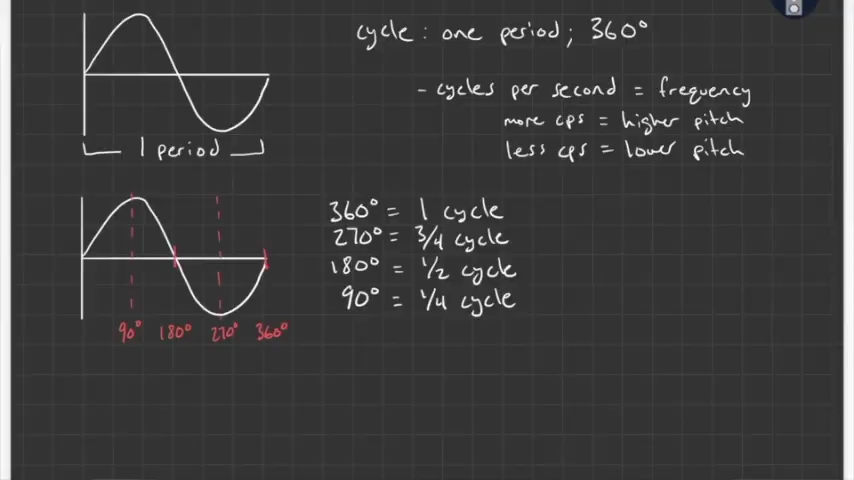 cycle: one period; 360°
- cycles per second = frequency
more cps = higher pitch
less cps = lower pitch
1 period
360° = 1 cycle
270° = 3/4 cycle
180° = 1/2 cycle
90° = 1/4 cycle
90° 180° 270° 360°